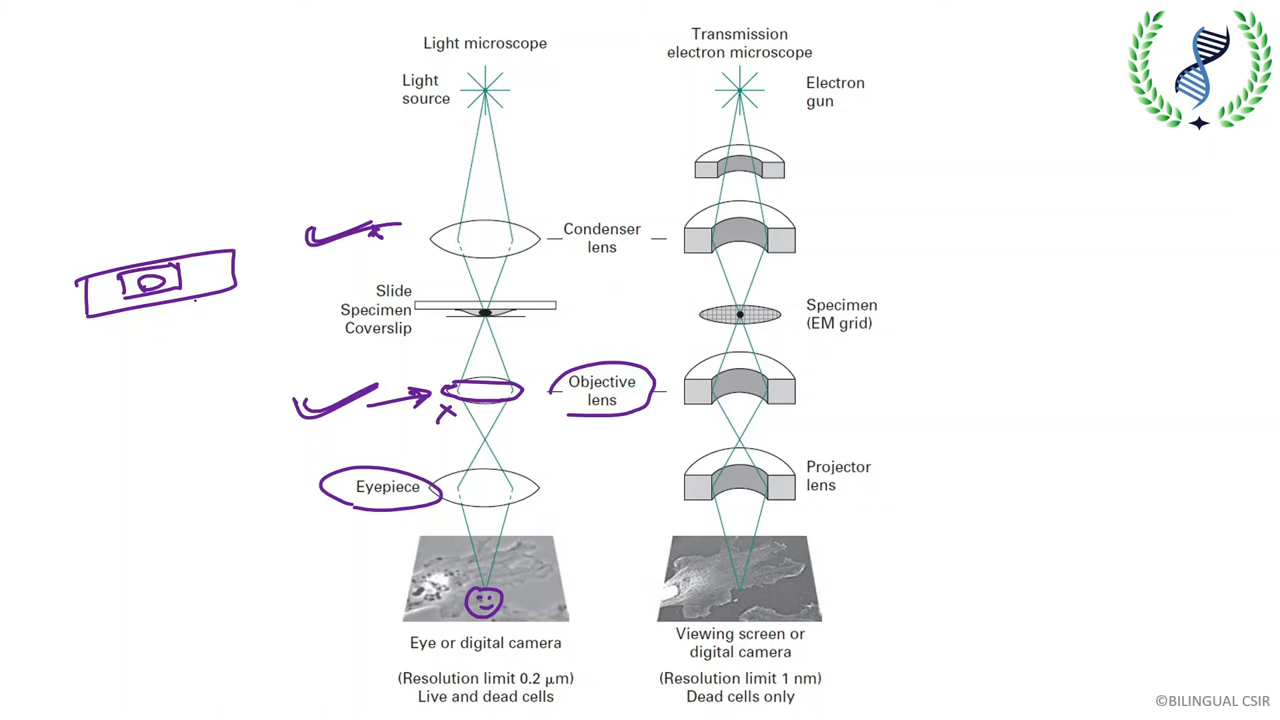 Light microscope
Transmission
electron microscope
Light
source
Electron
gun
Condenser
lens
Slide
Specimen
Coverslip
Specimen
(EM grid)
Objective
lens
Eyepiece
Projector
lens
Eye or digital camera
(Resolution limit 0.2 μm)
Live and dead cells
Viewing screen or
digital camera
(Resolution limit 1 nm)
Dead cells only
©BILINGUAL CSIR